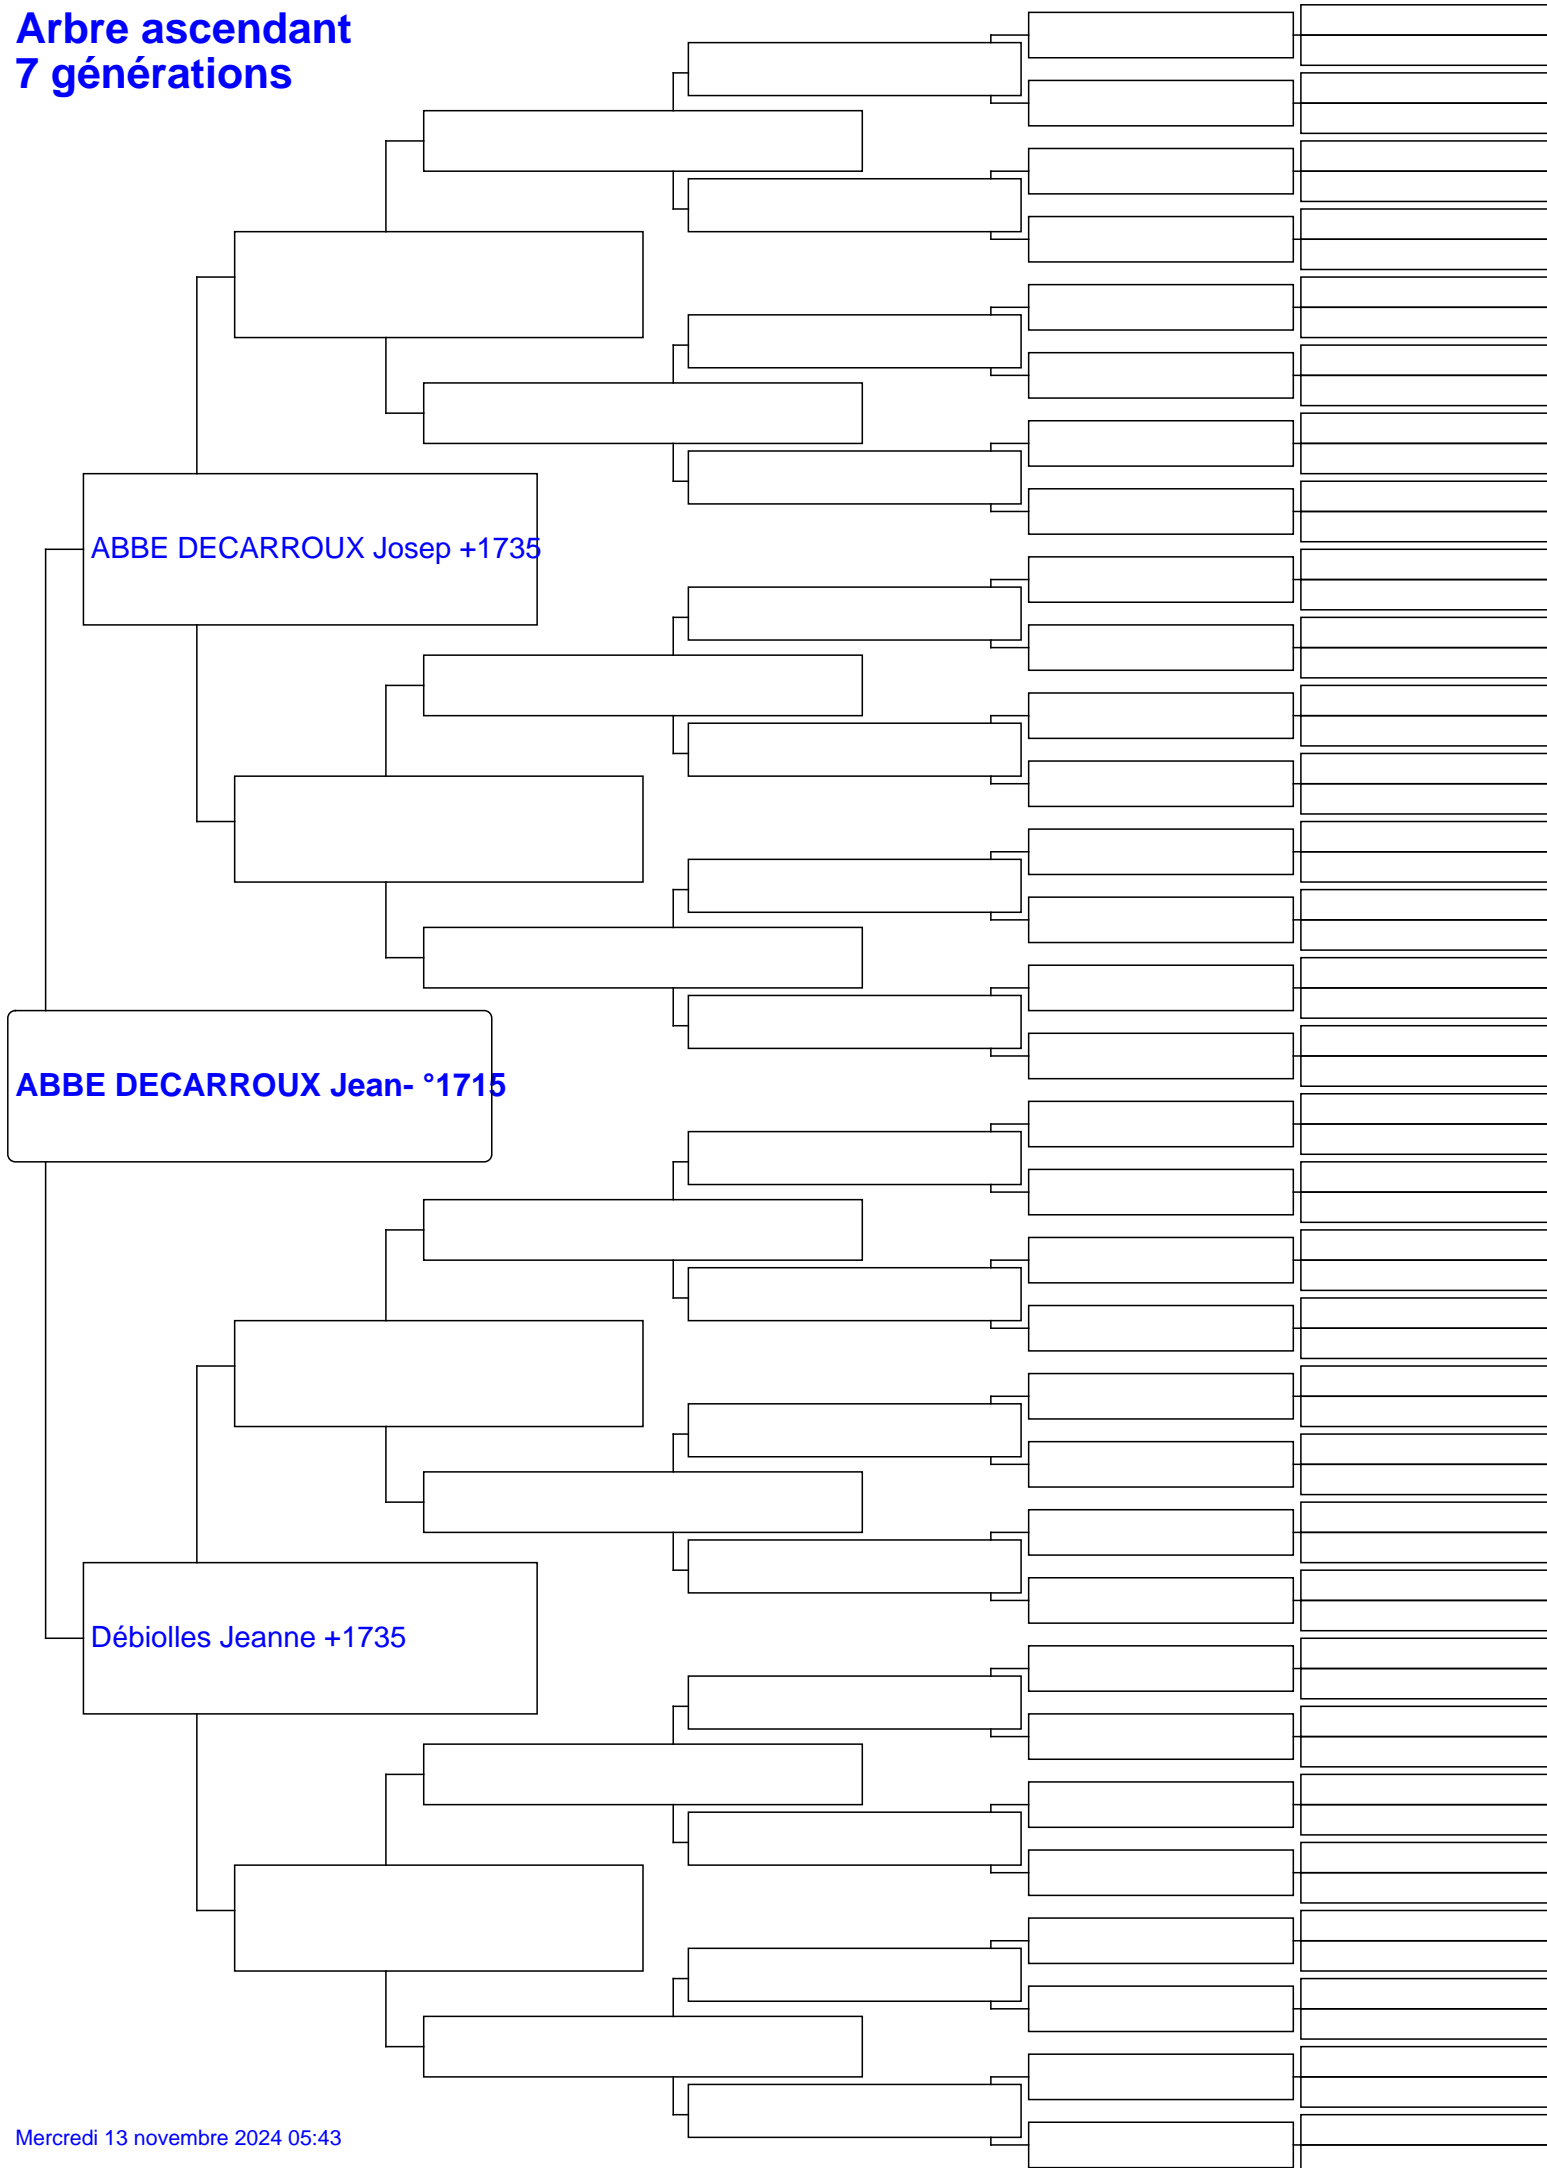 Arbre ascendant
7 générations
ABBE DECARROUX Josep +1735
ABBE DECARROUX Jean- °1715
Débiolles Jeanne +1735
Mercredi 13 novembre 2024 05:43